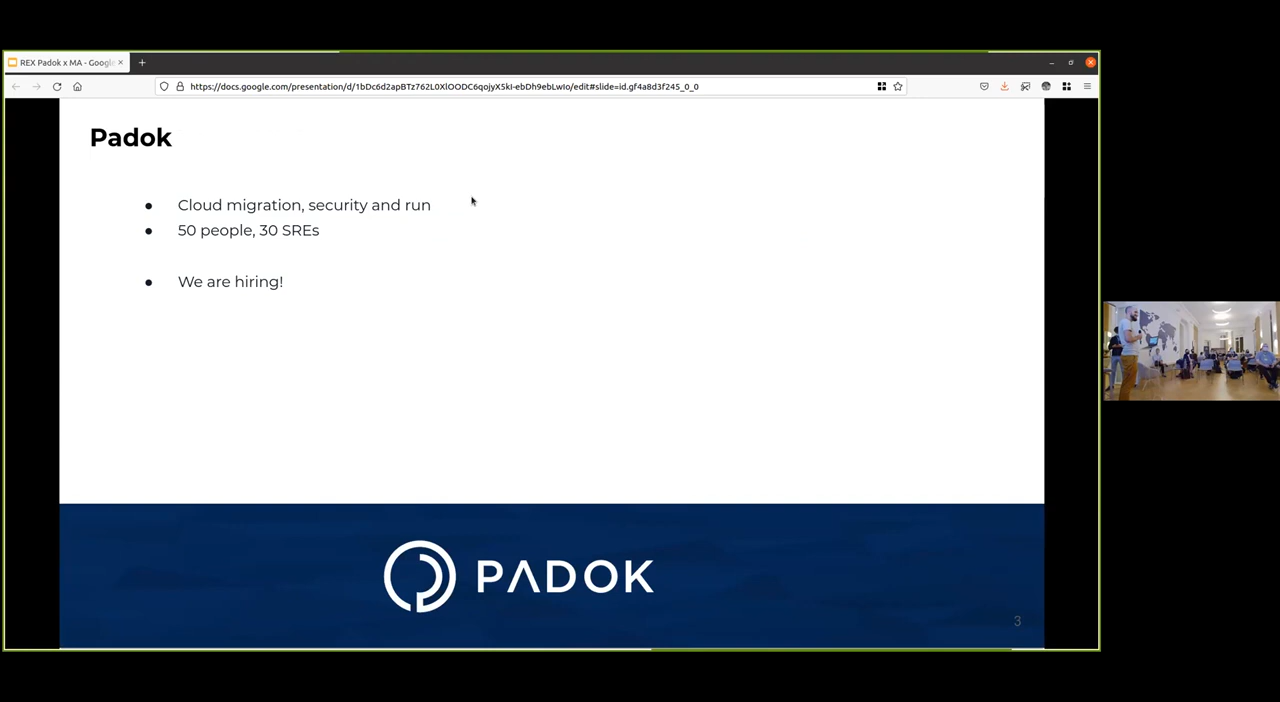 REX Padok x MA - Google
https://docs.google.com/presentation/d/1bDc6d2apBTz762L0XlOODC6qojyX5kI-ebDh9ebLwIo/edit#slide=id.gf4a8d3f245_0_0
Padok
● Cloud migration, security and run
● 50 people, 30 SREs
● We are hiring!
PADOK
3